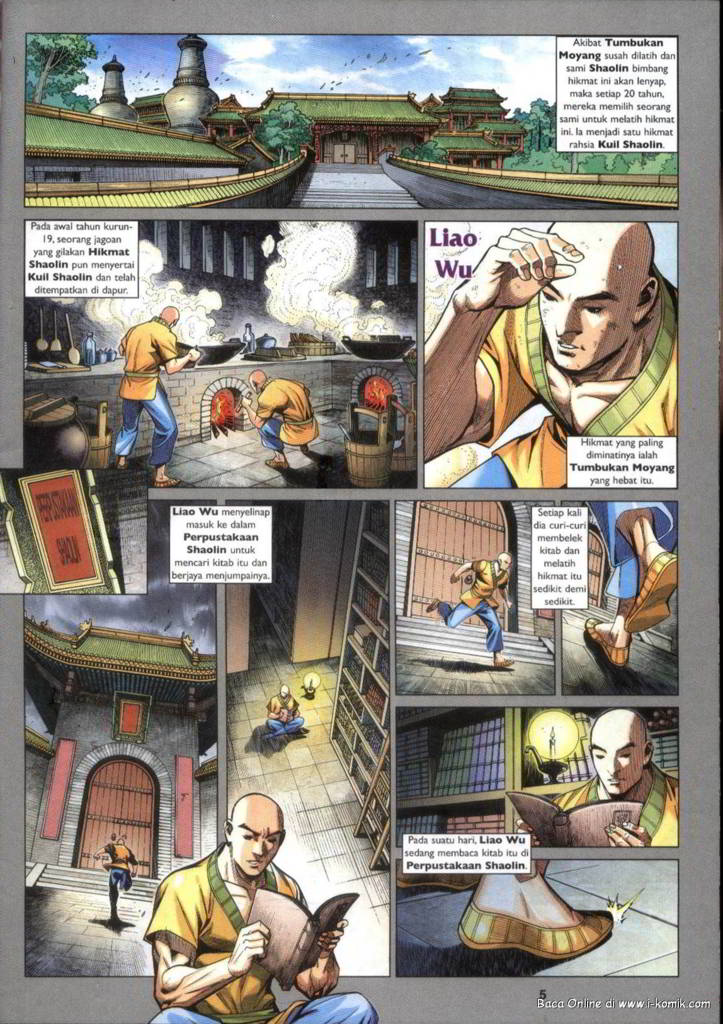 Akibat Tumbukan
Moyang susah dilatih dan
sami Shaolin bimbang
hikmat ini akan lenyap,
maka setiap 20 tahun,
mereka memilih seorang
sami untuk melatih hikmat
ini. Ia menjadi satu hikmat
rahsia Kuil Shaolin.
Pada awal tahun kurun-
19, seorang jagoan
yang gilakan Hikmat
Shaolin pun menyertai
Kuil Shaolin dan telah
ditempatkan di dapur.
Liao
Wu
Hikmat yang paling
diminatinya ialah
Tumbukan Moyang
yang hebat itu.
PERPUSTAKAAN
SHAOLIN
Liao Wu menyelinap
masuk ke dalam
Perpustakaan
Shaolin untuk
mencari kitab itu dan
berjaya menjumpainya.
Setiap kali
dia curi-curi
membelek
kitab dan
melatih
hikmat itu
sedikit demi
sedikit.
Pada suatu hari, Liao Wu
sedang membaca kitab itu di
Perpustakaan Shaolin.
5
Baca Online di www.i-komik.com